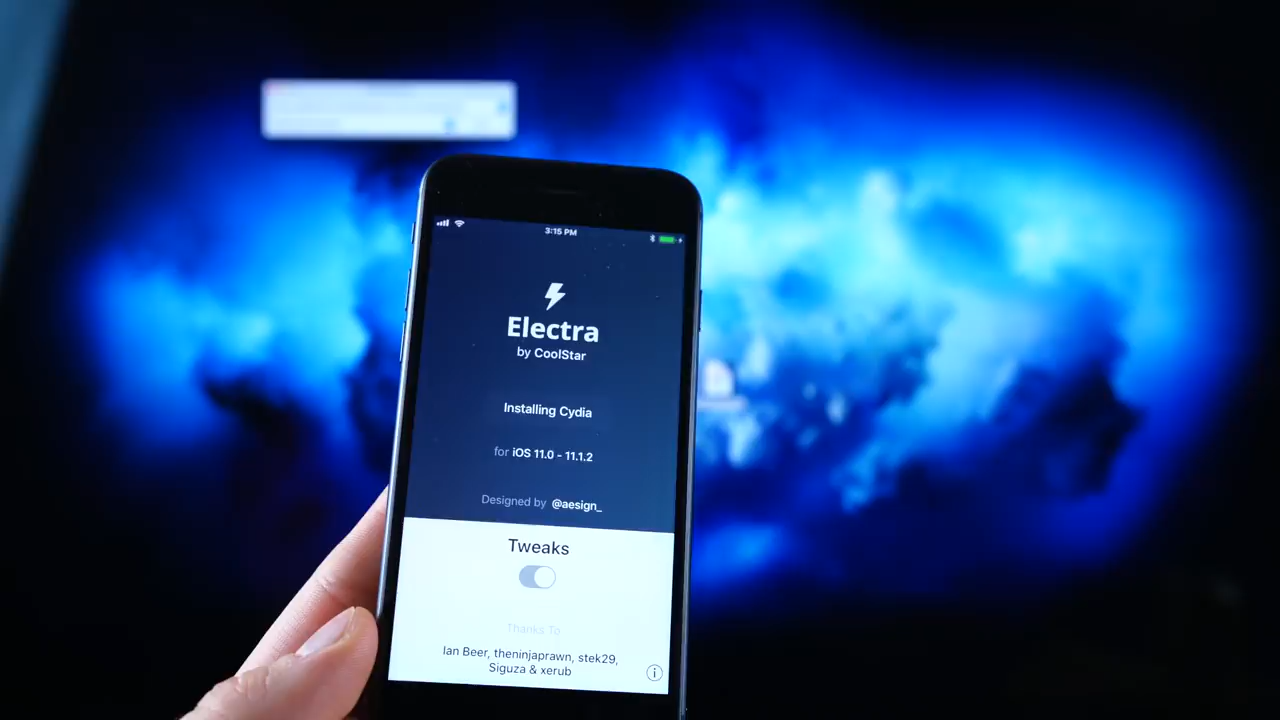 3:15 PM
Electra
by CoolStar
Installing Cydia
for iOS 11.0 - 11.1.2
Designed by @aesign_
Tweaks
Thanks To
Ian Beer, theninjaprawn, stek29,
Siguza & xerub